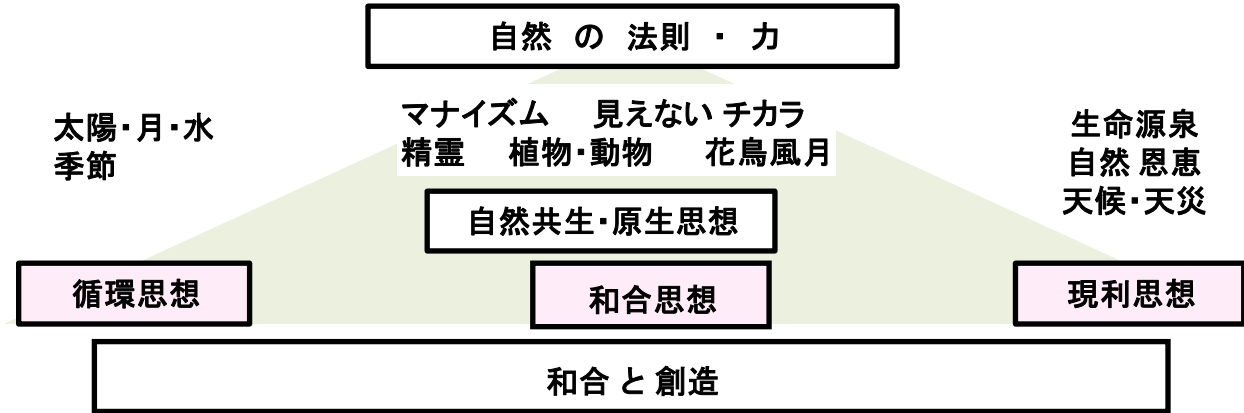 自然 の 法則 ・ 力
太陽・月・水
季節
マナイズム 見えない チカラ
精霊 植物・動物 花鳥風月
生命源泉
自然 恩恵
天候・天災
自然共生・原生思想
循環思想
和合思想
現利思想
和合 と 創造